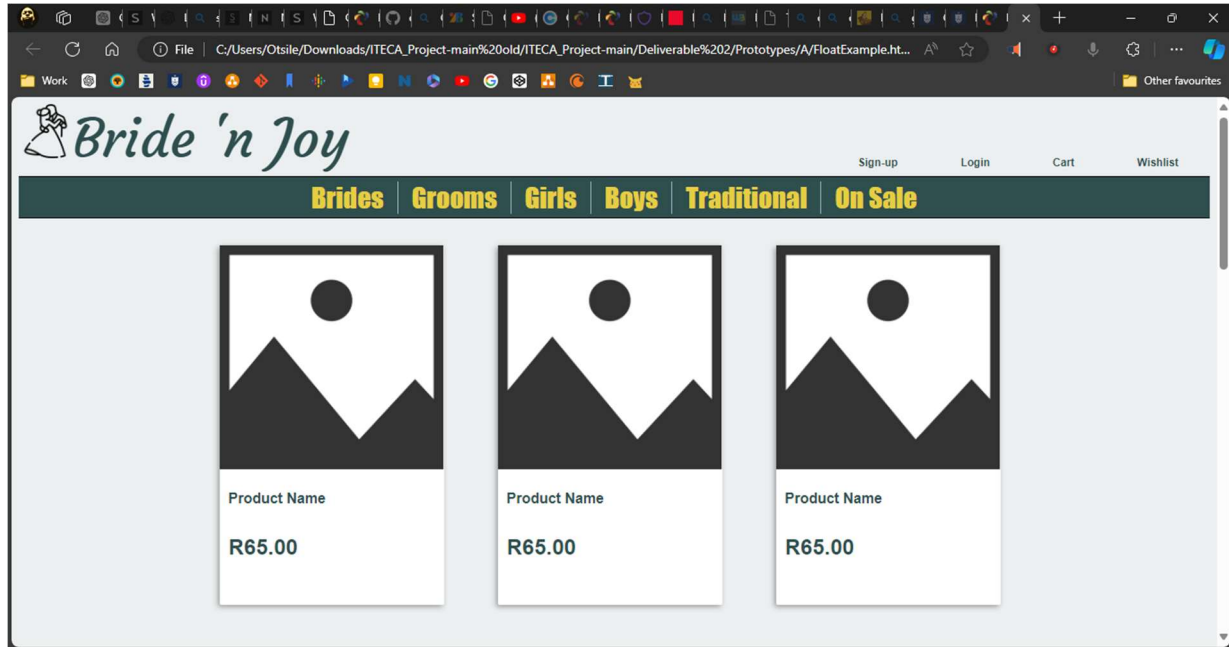 File C:/Users/Otsile/Downloads/ITECA_Project-main%20old/ITECA_Project-main/Deliverable%202/Prototypes/A/FloatExample.ht...
Work
Other favourites
Bride 'n Joy
Sign-up Login Cart Wishlist
Brides Grooms Girls Boys Traditional On Sale
Product Name Product Name Product Name
R65.00 R65.00 R65.00